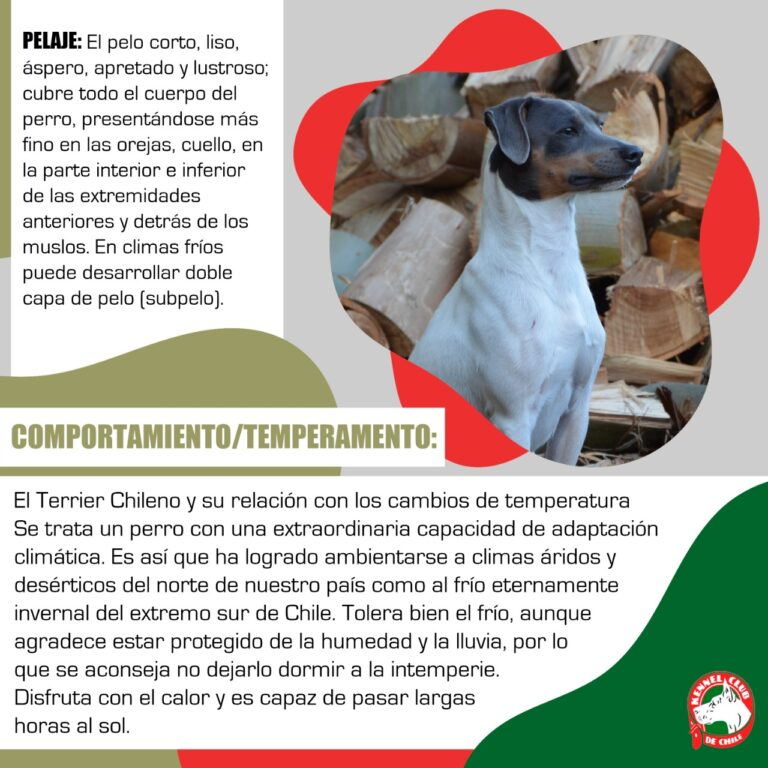 PELAJE: El pelo corto, liso,
áspero, apretado y lustroso;
cubre todo el cuerpo del
perro, presentándose más
fino en las orejas, cuello, en
la parte interior e inferior
de las extremidades
anteriores y detrás de los
muslos. En climas fríos
puede desarrollar doble
capa de pelo (subpelo).
COMPORTAMIENTO/TEMPERAMENTO:
El Terrier Chileno y su relación con los cambios de temperatura
Se trata un perro con una extraordinaria capacidad de adaptación
climática. Es así que ha logrado ambientarse a climas áridos y
desérticos del norte de nuestro país como al frío eternamente
invernal del extremo sur de Chile. Tolera bien el frío, aunque
agradece estar protegido de la humedad y la lluvia, por lo
que se aconseja no dejarlo dormir a la intemperie.
Disfruta con el calor y es capaz de pasar largas
horas al sol.
KENNEL CLUB
DE CHILE